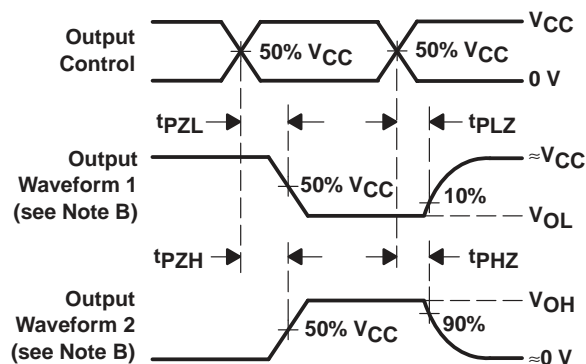 Output
Control
50% VCC
50% VCC
VCC
0 V
tPZL
tPLZ
Output
Waveform 1
(see Note B)
50% VCC
10%
≈VCC
VOL
tPZH
tPHZ
Output
Waveform 2
(see Note B)
50% VCC
90%
VOH
≈0 V